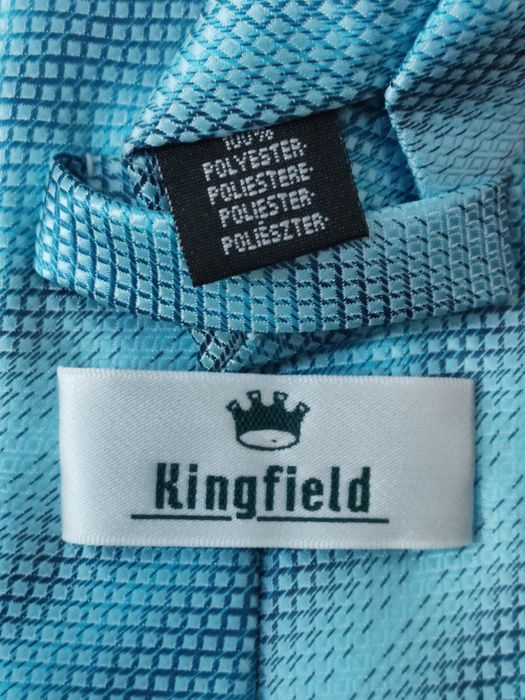 100%
POLYESTER-
POLIESTERE-
POLIESTER-
POLIÉSZTER-
Kingfield